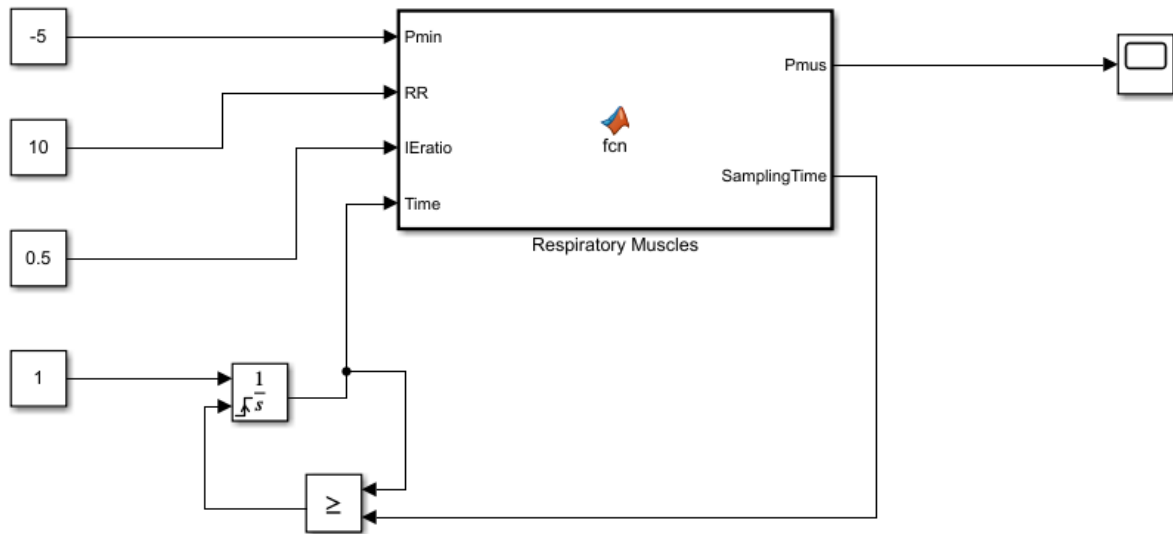 -5
Pmin
Pmus
RR
10
fcn
IEratio
SamplingTime
Time
0.5
Respiratory Muscles
1
1
s
≥